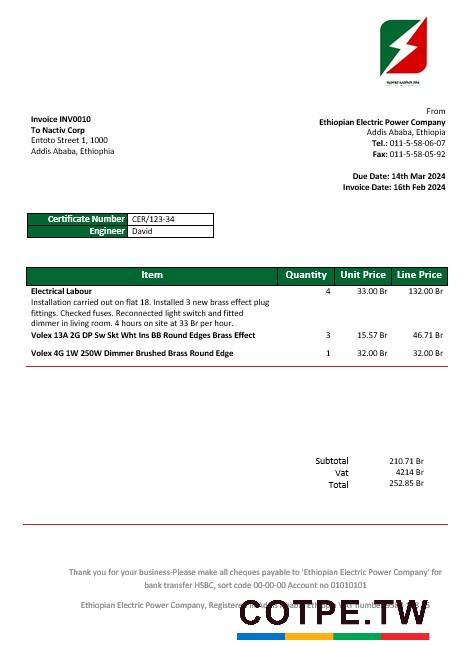 From
Invoice INV0010
Ethiopian Electric Power Company
To Nactiv Corp
Addis Ababa, Ethiopia
Entoto Street 1, 1000
Tel.: 011-5-58-06-07
Addis Ababa, Ethiophia
Fax: 011-5-58-05-92
Due Date: 14th Mar 2024
Invoice Date: 16th Feb 2024
Certificate Number CER/123-34
Engineer David
Item Quantity Unit Price Line Price
Electrical Labour 4 33.00 Br 132.00 Br
Installation carried out on flat 18. Installed 3 new brass effect plug
fittings. Checked fuses. Reconnected light switch and fitted
dimmer in living room. 4 hours on site at 33 Br per hour.
Volex 13A 2G DP Sw Skt Wht Ins BB Round Edges Brass Effect 3 15.57 Br 46.71 Br
Volex 4G 1W 250W Dimmer Brushed Brass Round Edge 1 32.00 Br 32.00 Br
Subtotal 210.71 Br
Vat 4214 Br
Total 252.85 Br
Thank you for your business-Please make all cheques payable to 'Ethiopian Electric Power Company' for
bank transfer HSBC, sort code 00-00-00 Account no 01010101
Ethiopian Electric Power Company, Registered in Addis Ababa
COTPE.TW